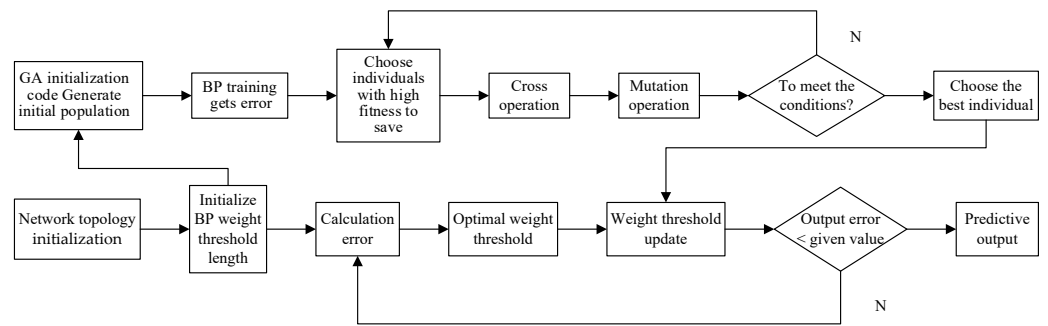 N
GA initialization
code Generate
initial population
BP training
gets error
Choose
individuals
with high
fitness to
save
Cross
operation
Mutation
operation
To meet the
conditions?
Choose the
best individual
Network topology
initialization
Initialize
BP weight
threshold
length
Calculation
error
Optimal weight
threshold
Weight threshold
update
Output error
< given value
Predictive
output
N